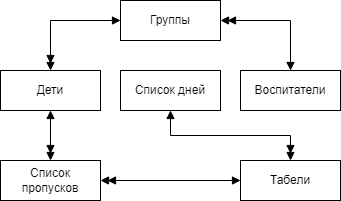 Группы
Дети
Список дней
Воспитатели
Список
пропусков
Табели